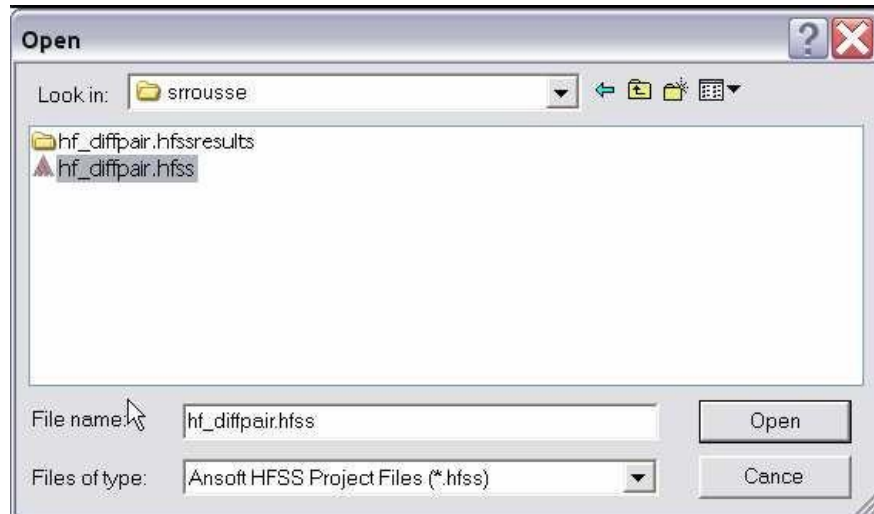 Open
Look in: srrousse
hf_diffpair.hfssresults
hf_diffpair.hfss
File name: hf_diffpair.hfss Open
Files of type: Ansoft HFSS Project Files (*.hfss) Cance